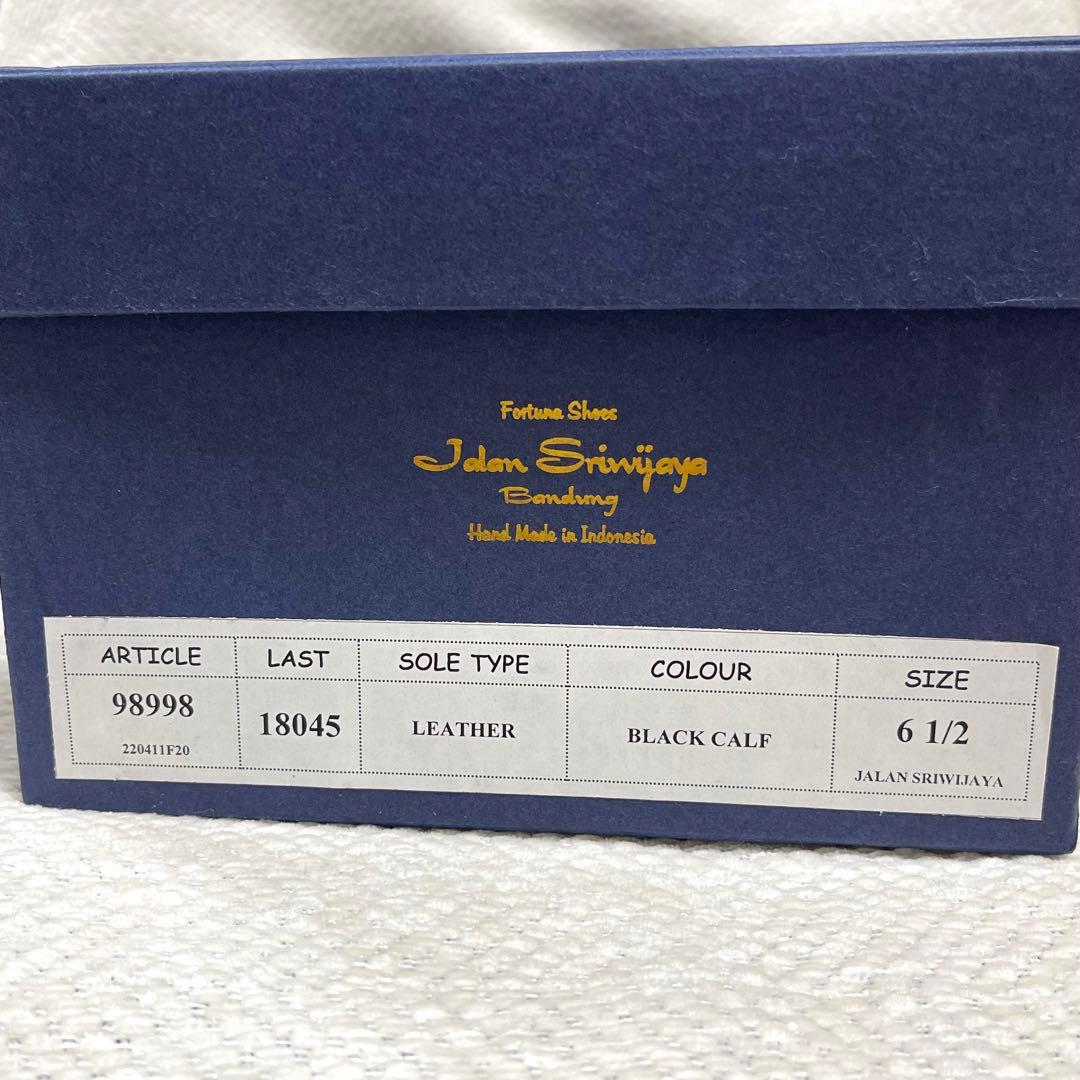 Fortuna Shoes
Jalan Sriwijaya
Bandung
Hand Made in Indonesia
ARTICLE LAST SOLE TYPE COLOUR SIZE
98998 18045 LEATHER BLACK CALF 6 1/2
220411F20 JALAN SRIWIJAYA